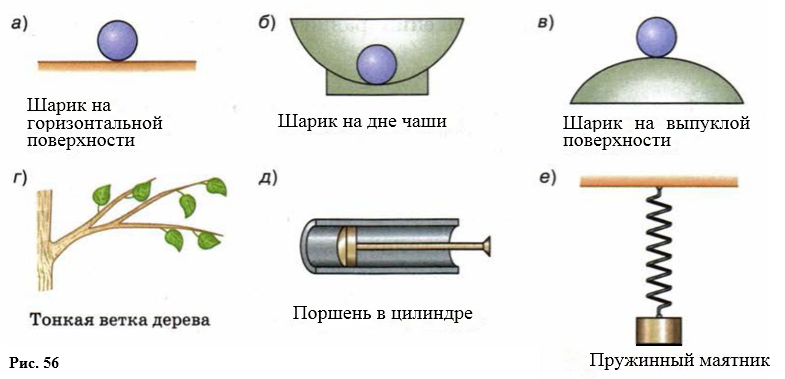 а)
Шарик на
горизонтальной
поверхности
б)
Шарик на дне чаши
в)
Шарик на выпуклой
поверхности
г)
Тонкая ветка дерева
д)
Поршень в цилиндре
е)
Пружинный маятник
Рис. 56